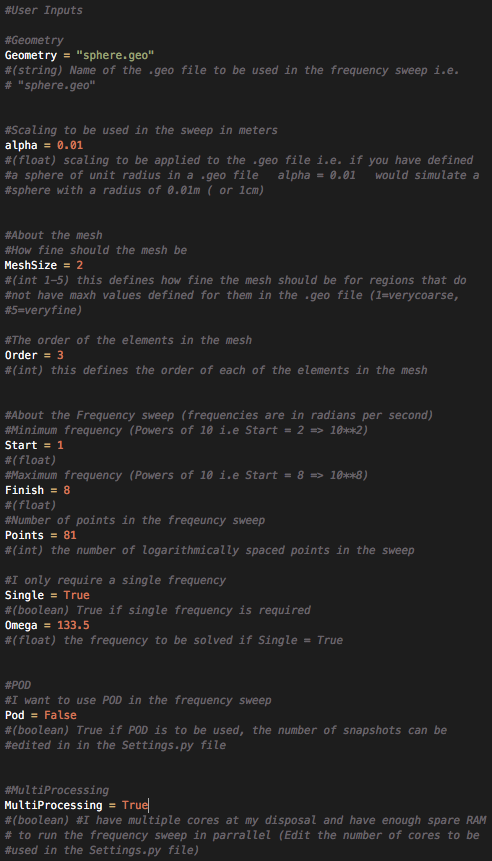 #User Inputs
#Geometry
Geometry = "sphere.geo"
#(string) Name of the .geo file to be used in the frequency sweep i.e.
# "sphere.geo"
#Scaling to be used in the sweep in meters
alpha = 0.01
#(float) scaling to be applied to the .geo file i.e. if you have defined
#a sphere of unit radius in a .geo file   alpha = 0.01   would simulate a
#sphere with a radius of 0.01m ( or 1cm)
#About the mesh
#How fine should the mesh be
MeshSize = 2
#(int 1-5) this defines how fine the mesh should be for regions that do
#not have maxh values defined for them in the .geo file (1=verycoarse,
#5=veryfine)
#The order of the elements in the mesh
Order = 3
#(int) this defines the order of each of the elements in the mesh
#About the Frequency sweep (frequencies are in radians per second)
#Minimum frequency (Powers of 10 i.e Start = 2 => 10**2)
Start = 1
#(float)
#Maximum frequency (Powers of 10 i.e Start = 8 => 10**8)
Finish = 8
#(float)
#Number of points in the freqeuncy sweep
Points = 81
#(int) the number of logarithmically spaced points in the sweep
#I only require a single frequency
Single = True
#(boolean) True if single frequency is required
Omega = 133.5
#(float) the frequency to be solved if Single = True
#POD
#I want to use POD in the frequency sweep
Pod = False
#(boolean) True if POD is to be used, the number of snapshots can be
#edited in in the Settings.py file
#MultiProcessing
MultiProcessing = True
#(boolean) #I have multiple cores at my disposal and have enough spare RAM
# to run the frequency sweep in parrallel (Edit the number of cores to be
#used in the Settings.py file)